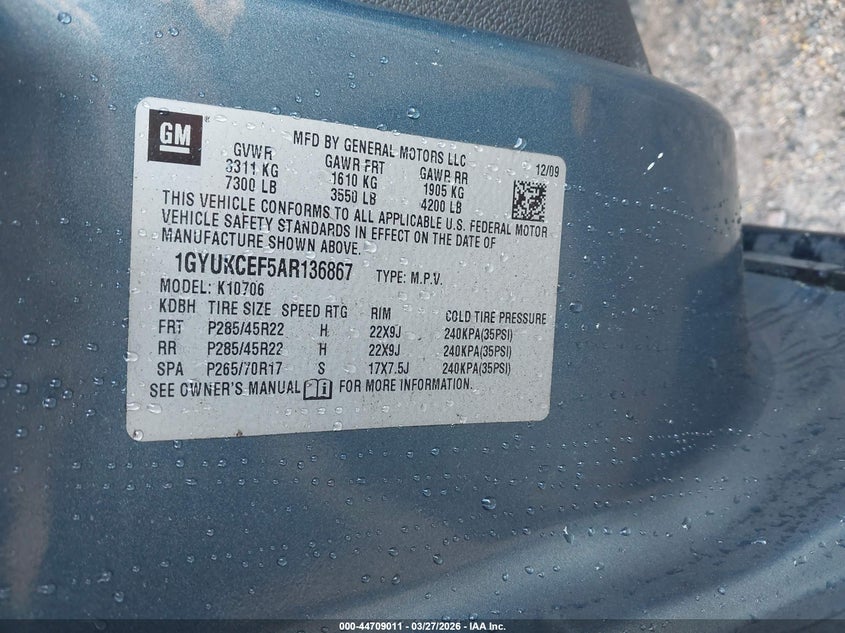 GM ®
MFD BY GENERAL MOTORS LLC 12/09
GVWR GAWR FRT GAWR RR
3311 KG 1610 KG 1905 KG
7300 LB 3550 LB 4200 LB
THIS VEHICLE CONFORMS TO ALL APPLICABLE U.S. FEDERAL MOTOR
VEHICLE SAFETY STANDARDS IN EFFECT ON THE DATE OF
MANUFACTURE SHOWN ABOVE.
1GYUKCEF5AR136867 TYPE: M.P.V.
MODEL: K10706
KDBH TIRE SIZE SPEED RTG RIM COLD TIRE PRESSURE
FRT P285/45R22 H 22X9J 240KPA(35PSI)
RR P285/45R22 H 22X9J 240KPA(35PSI)
SPA P265/70R17 S 17X7.5J 240KPA(35PSI)
SEE OWNER'S MANUAL FOR MORE INFORMATION.
000-44709011 - 03/27/2026 - IAA Inc.